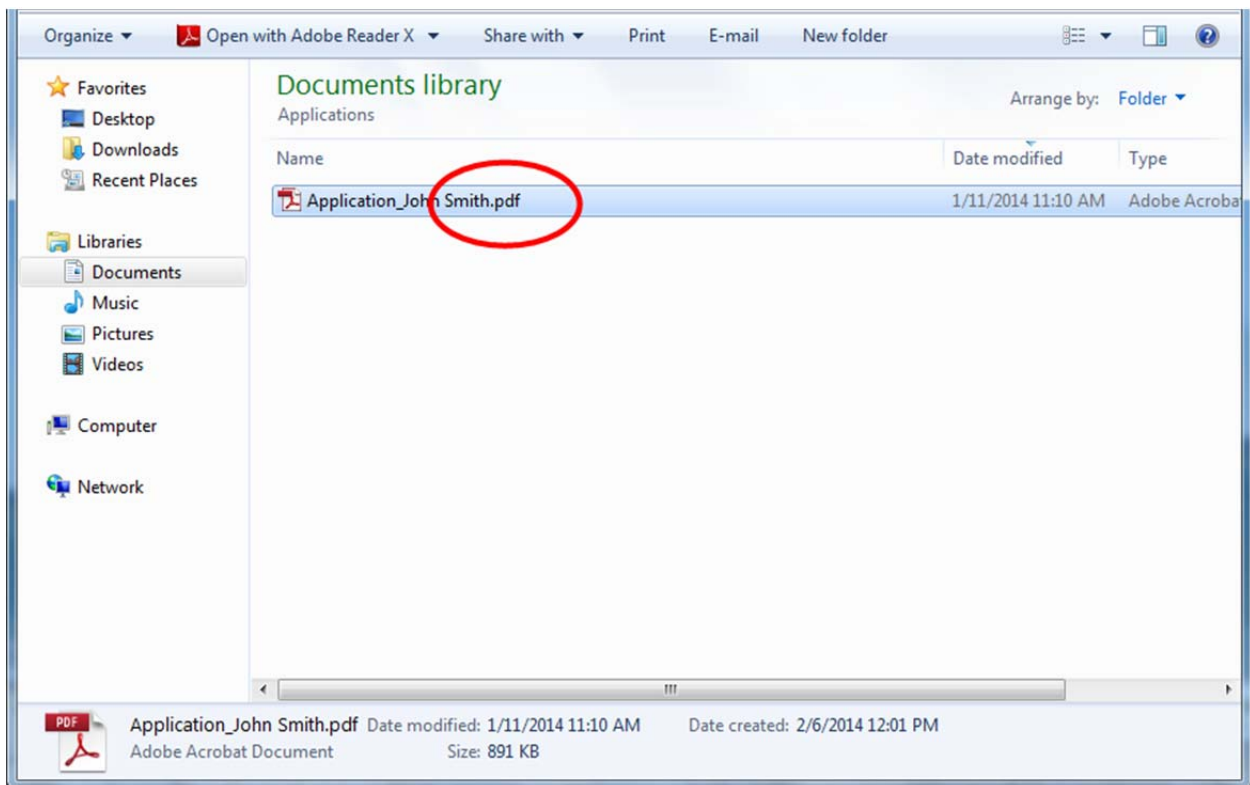 Organize Open with Adobe Reader X Share with Print E-mail New folder
Favorites
Desktop
Downloads
Recent Places
Libraries
Documents
Music
Pictures
Videos
Computer
Network
Documents library
Applications
Arrange by: Folder
Name Date modified Type
Application_John Smith.pdf 1/11/2014 11:10 AM Adobe Acroba
PDF
Application_John Smith.pdf Date modified: 1/11/2014 11:10 AM Date created: 2/6/2014 12:01 PM
Adobe Acrobat Document Size: 891 KB